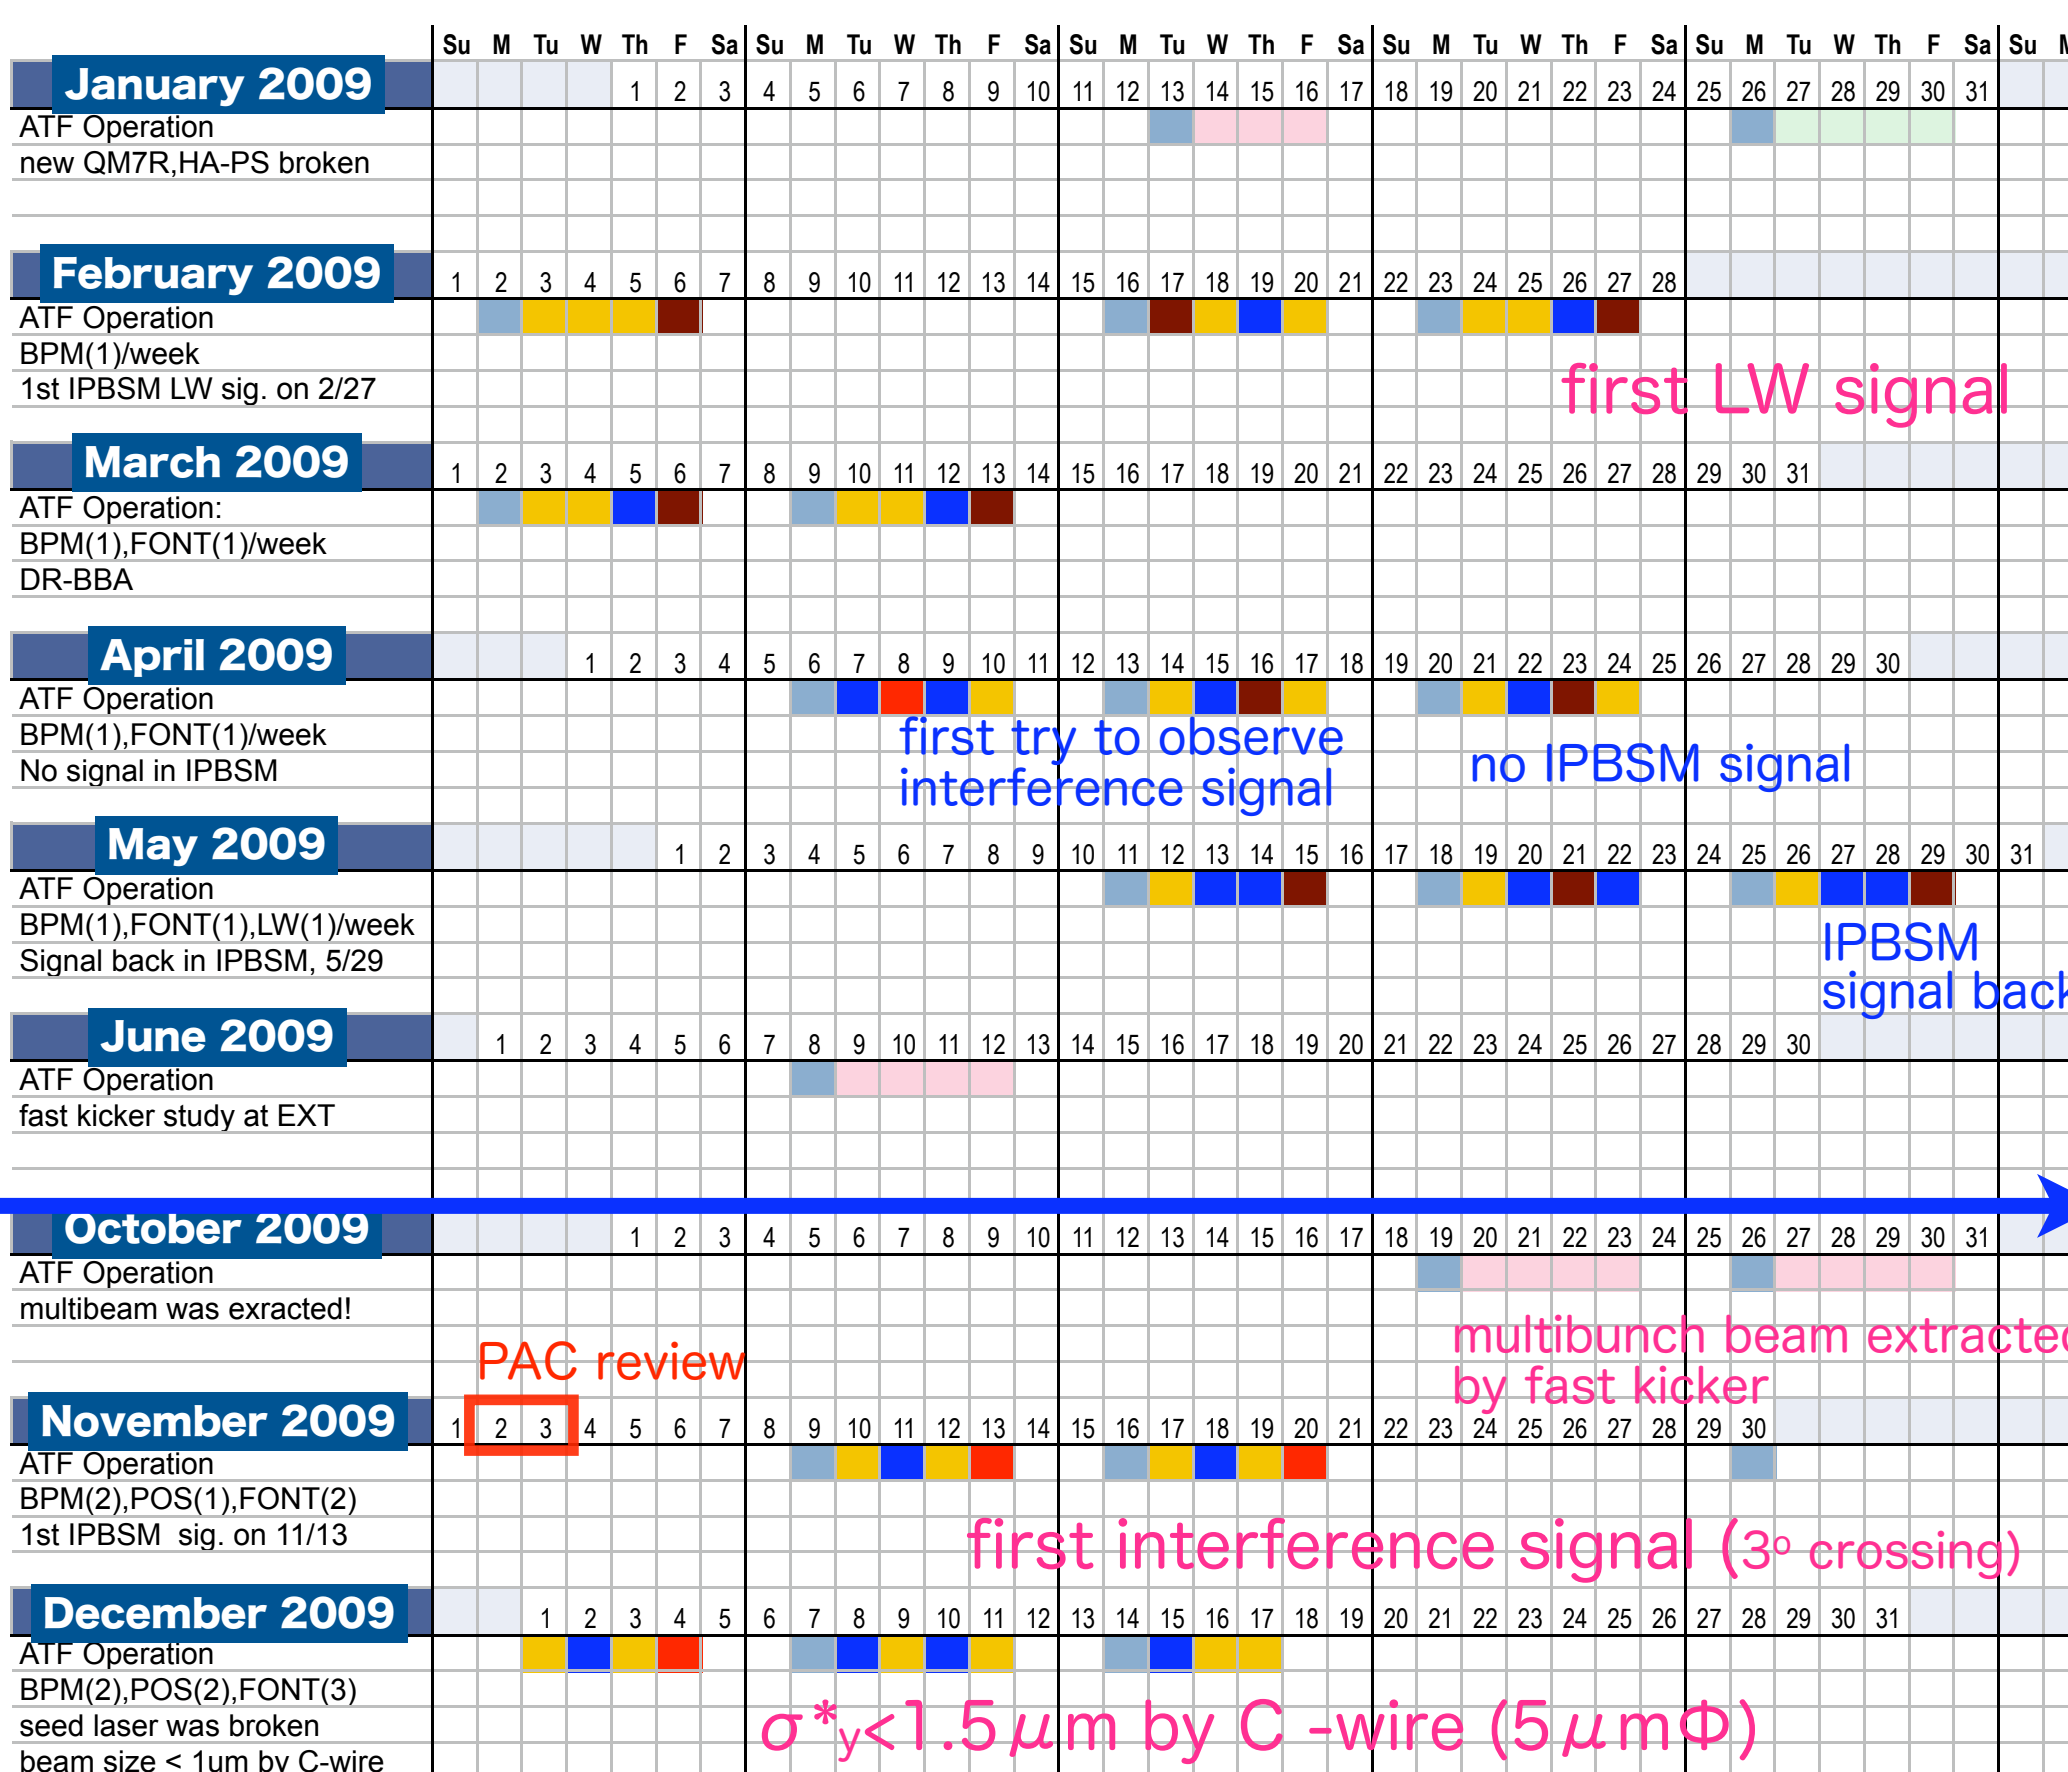 Su M Tu W Th F Sa Su M Tu W Th F Sa Su M Tu W Th F Sa Su M Tu W Th F Sa Su M Tu W Th F Sa Su
January 2009 1 2 3 4 5 6 7 8 9 10 11 12 13 14 15 16 17 18 19 20 21 22 23 24 25 26 27 28 29 30 31
ATF Operation
new QM7R,HA-PS broken
February 2009 1 2 3 4 5 6 7 8 9 10 11 12 13 14 15 16 17 18 19 20 21 22 23 24 25 26 27 28
ATF Operation
BPM(1)/week
1st IPBSM LW sig. on 2/27
first LW signal
March 2009 1 2 3 4 5 6 7 8 9 10 11 12 13 14 15 16 17 18 19 20 21 22 23 24 25 26 27 28 29 30 31
ATF Operation:
BPM(1),FONT(1)/week
DR-BBA
April 2009 1 2 3 4 5 6 7 8 9 10 11 12 13 14 15 16 17 18 19 20 21 22 23 24 25 26 27 28 29 30
ATF Operation
BPM(1),FONT(1)/week
No signal in IPBSM
first try to observe
interference signal
no IPBSM signal
May 2009 1 2 3 4 5 6 7 8 9 10 11 12 13 14 15 16 17 18 19 20 21 22 23 24 25 26 27 28 29 30 31
ATF Operation
BPM(1),FONT(1),LW(1)/week
Signal back in IPBSM, 5/29
IPBSM
signal back
June 2009 1 2 3 4 5 6 7 8 9 10 11 12 13 14 15 16 17 18 19 20 21 22 23 24 25 26 27 28 29 30
ATF Operation
fast kicker study at EXT
October 2009 1 2 3 4 5 6 7 8 9 10 11 12 13 14 15 16 17 18 19 20 21 22 23 24 25 26 27 28 29 30 31
ATF Operation
multibeam was exracted!
multibunch beam extracted
by fast kicker
PAC review
November 2009 1 2 3 4 5 6 7 8 9 10 11 12 13 14 15 16 17 18 19 20 21 22 23 24 25 26 27 28 29 30
ATF Operation
BPM(2),POS(1),FONT(2)
1st IPBSM sig. on 11/13
first interference signal (3º crossing)
December 2009 1 2 3 4 5 6 7 8 9 10 11 12 13 14 15 16 17 18 19 20 21 22 23 24 25 26 27 28 29 30 31
ATF Operation
BPM(2),POS(2),FONT(3)
seed laser was broken
beam size < 1um by C-wire
σ*y<1.5μm by C -wire (5μmΦ)